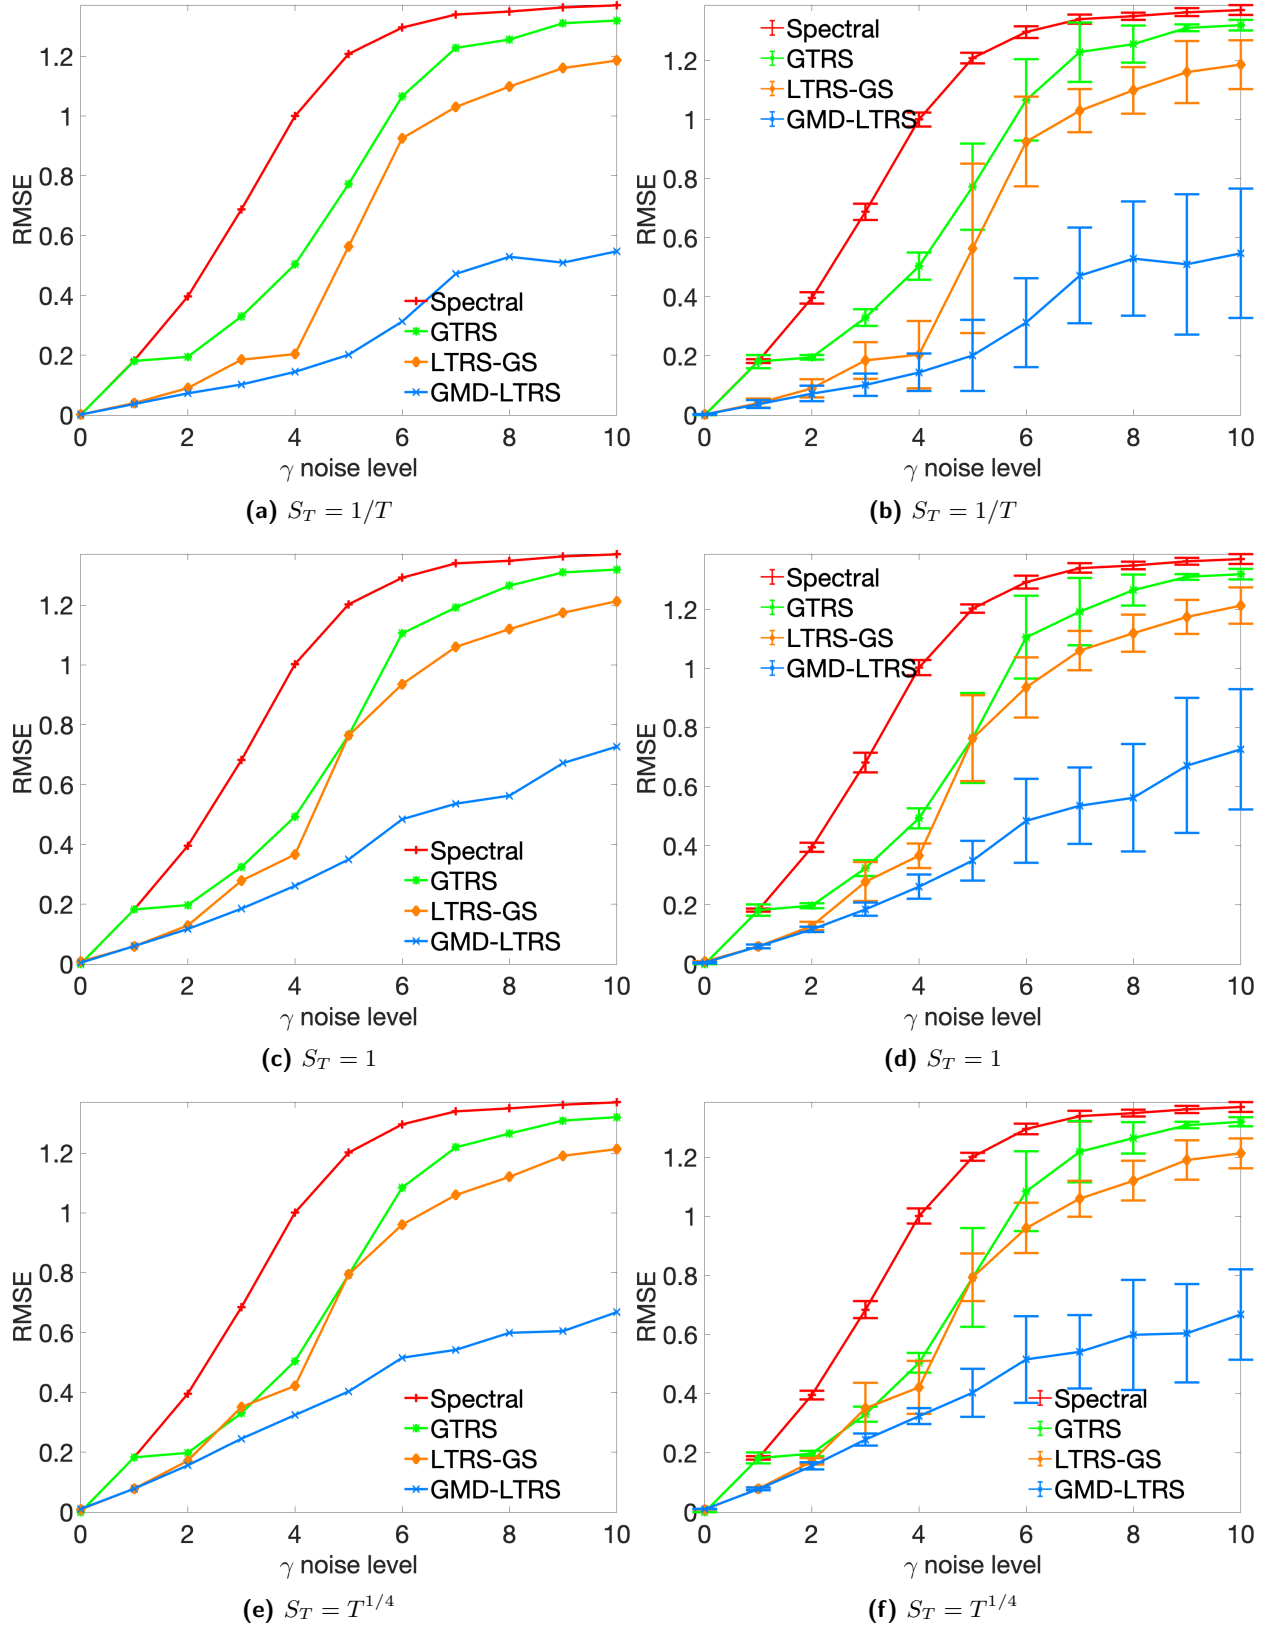 RMSE
1.2
1
0.8
0.6
0.4
0.2
0
0 2 4 6 8 10
γ noise level
Spectral
GTRS
LTRS-GS
GMD-LTRS
(a) S_T = 1/T
RMSE
1.2
1
0.8
0.6
0.4
0.2
0
0 2 4 6 8 10
γ noise level
Spectral
GTRS
LTRS-GS
GMD-LTRS
(b) S_T = 1/T
RMSE
1.2
1
0.8
0.6
0.4
0.2
0
0 2 4 6 8 10
γ noise level
Spectral
GTRS
LTRS-GS
GMD-LTRS
(c) S_T = 1
RMSE
1.2
1
0.8
0.6
0.4
0.2
0
0 2 4 6 8 10
γ noise level
Spectral
GTRS
LTRS-GS
GMD-LTRS
(d) S_T = 1
RMSE
1.2
1
0.8
0.6
0.4
0.2
0
0 2 4 6 8 10
γ noise level
Spectral
GTRS
LTRS-GS
GMD-LTRS
(e) S_T = T^{1/4}
RMSE
1.2
1
0.8
0.6
0.4
0.2
0
0 2 4 6 8 10
γ noise level
Spectral
GTRS
LTRS-GS
GMD-LTRS
(f) S_T = T^{1/4}